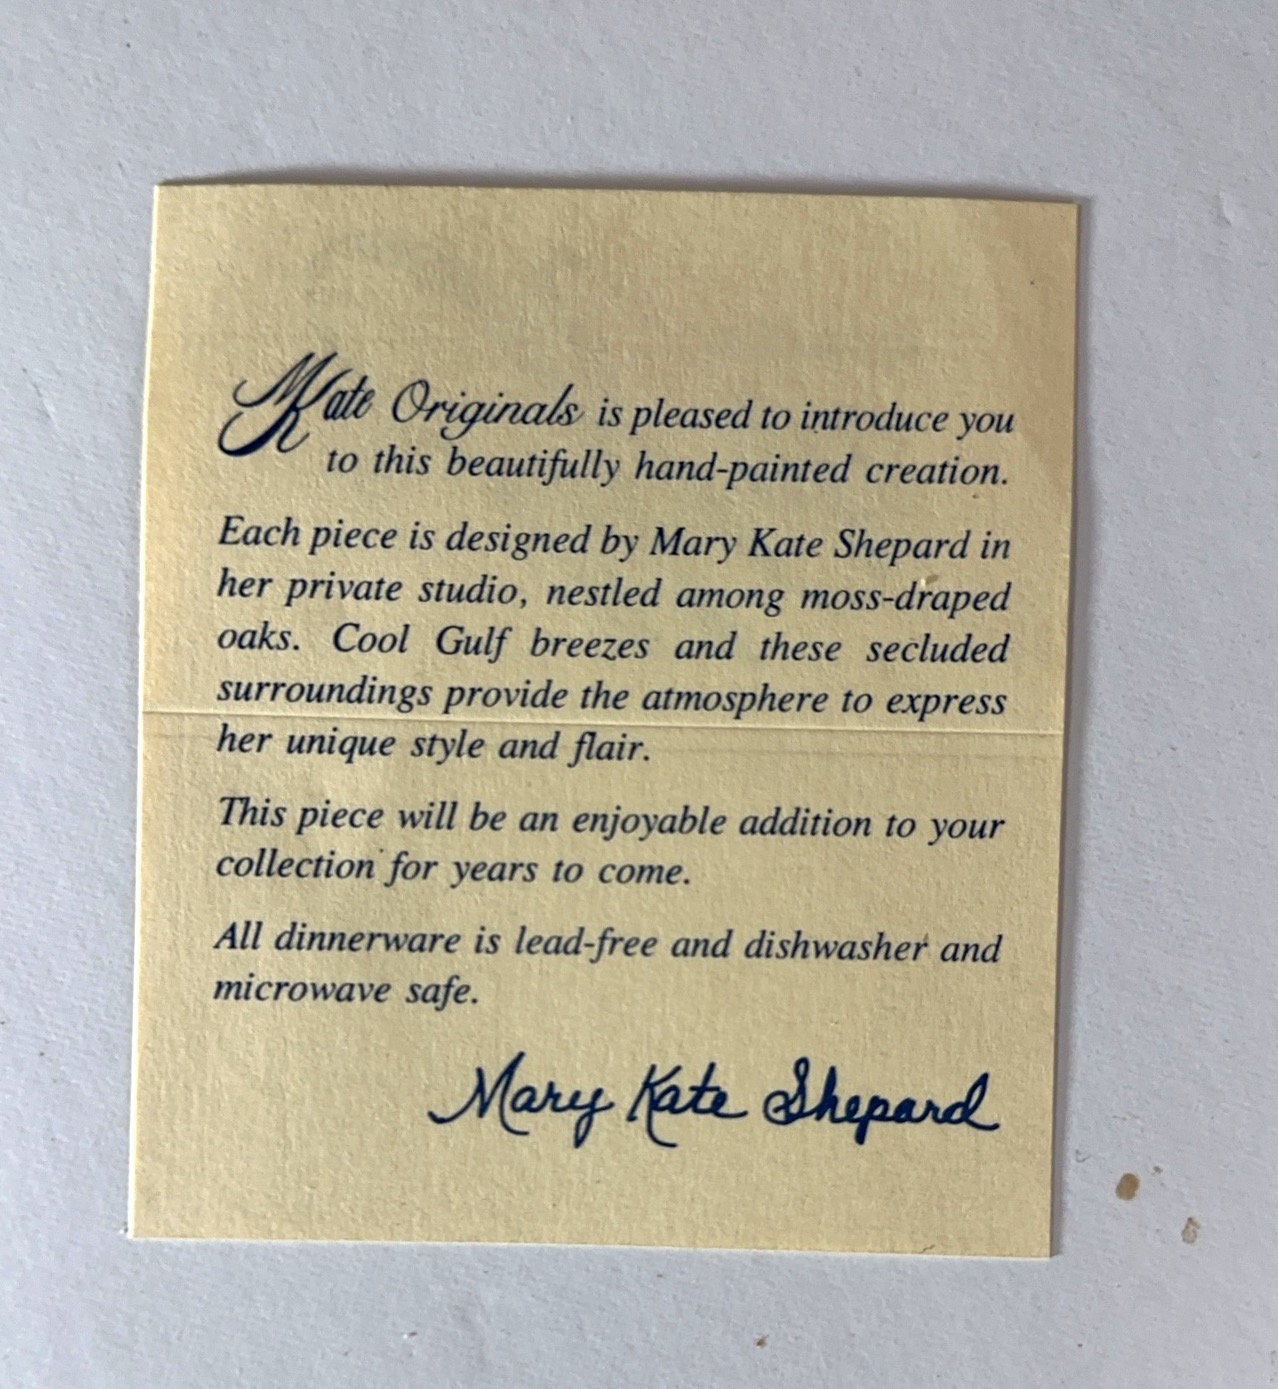 MKate Originals is pleased to introduce you
to this beautifully hand-painted creation.
Each piece is designed by Mary Kate Shepard in
her private studio, nestled among moss-draped
oaks. Cool Gulf breezes and these secluded
surroundings provide the atmosphere to express
her unique style and flair.
This piece will be an enjoyable addition to your
collection for years to come.
All dinnerware is lead-free and dishwasher and
microwave safe.
Mary Kate Shepard